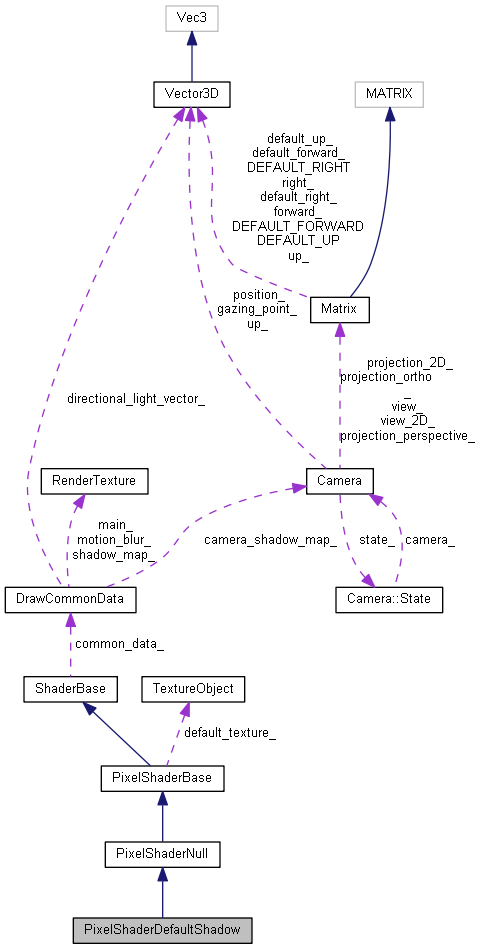 Vec3
Vector3D
MATRIX
default_up_
default_forward_
DEFAULT_RIGHT
right_
default_right_
forward_
DEFAULT_FORWARD
DEFAULT_UP
up_
position_
gazing_point_
up_
Matrix
directional_light_vector_
projection_2D_
projection_ortho
_
view_
view_2D_
projection_perspective_
RenderTexture
Camera
main_
motion_blur_
shadow_map_
camera_shadow_map_
state_
camera_
DrawCommonData
Camera::State
common_data_
ShaderBase
TextureObject
default_texture_
PixelShaderBase
PixelShaderNull
PixelShaderDefaultShadow